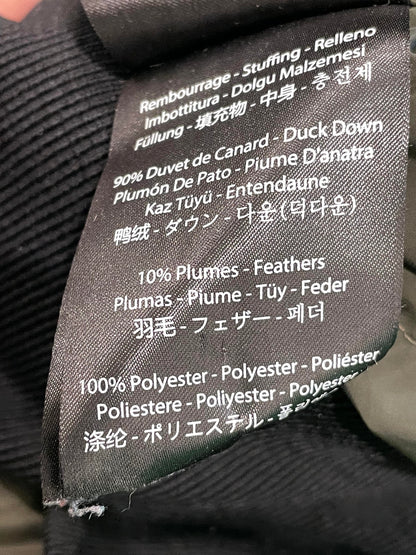 Rembourrage - Stuffing - Relleno
Imbottitura - Dolgu Malzemesi
Füllung - 填充物 - 中身 - 충전재
90% Duvet de Canard - Duck Down
Plumón De Pato - Piume D'anatra
Kaz Tüyü - Entendaune
鸭绒 - ダウン - 다운(덕다운)
10% Plumes - Feathers
Plumas - Piume - Tüy - Feder
羽毛 - フェザー - 페더
100% Polyester - Polyester - Poliéster
Poliestere - Poliester - Polyester
涤纶 - ポリエステル -